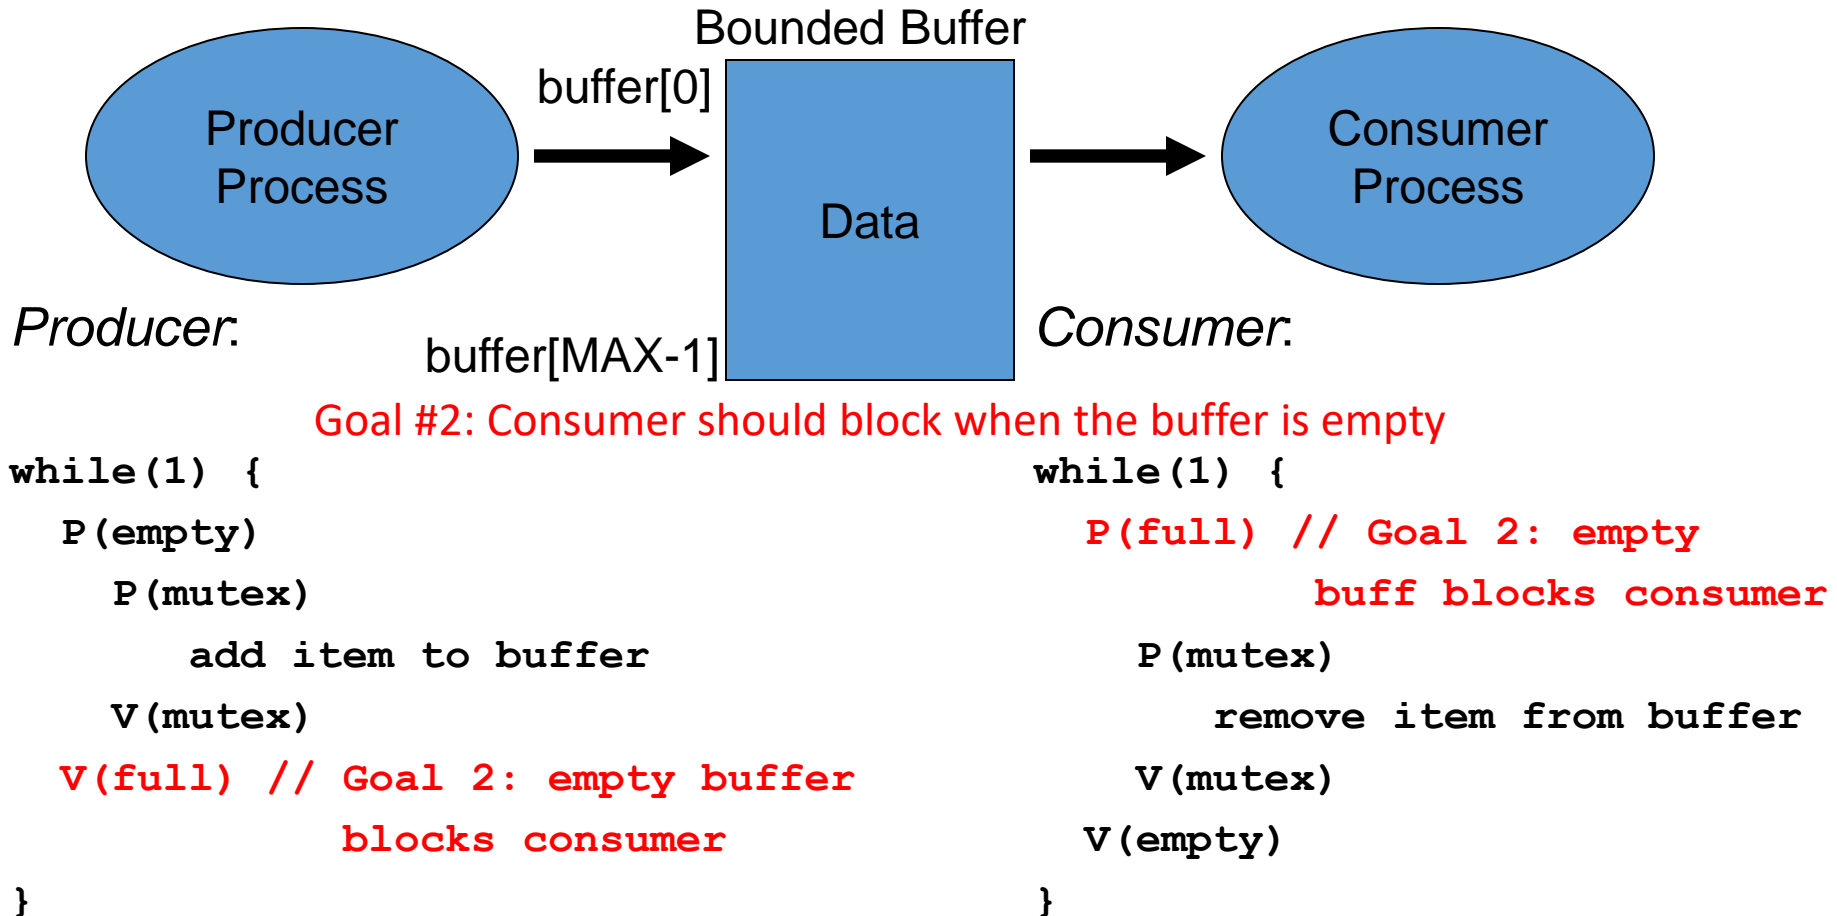 Bounded Buffer
buffer[0]
Producer
Process
Data
Consumer
Process
Producer:
buffer[MAX-1]
Consumer:
Goal #2: Consumer should block when the buffer is empty
while(1) {
P(empty)
P(mutex)
add item to buffer
V(mutex)
V(full) // Goal 2: empty buffer
blocks consumer
}
while(1) {
P(full) // Goal 2: empty
buff blocks consumer
P(mutex)
remove item from buffer
V(mutex)
V(empty)
}